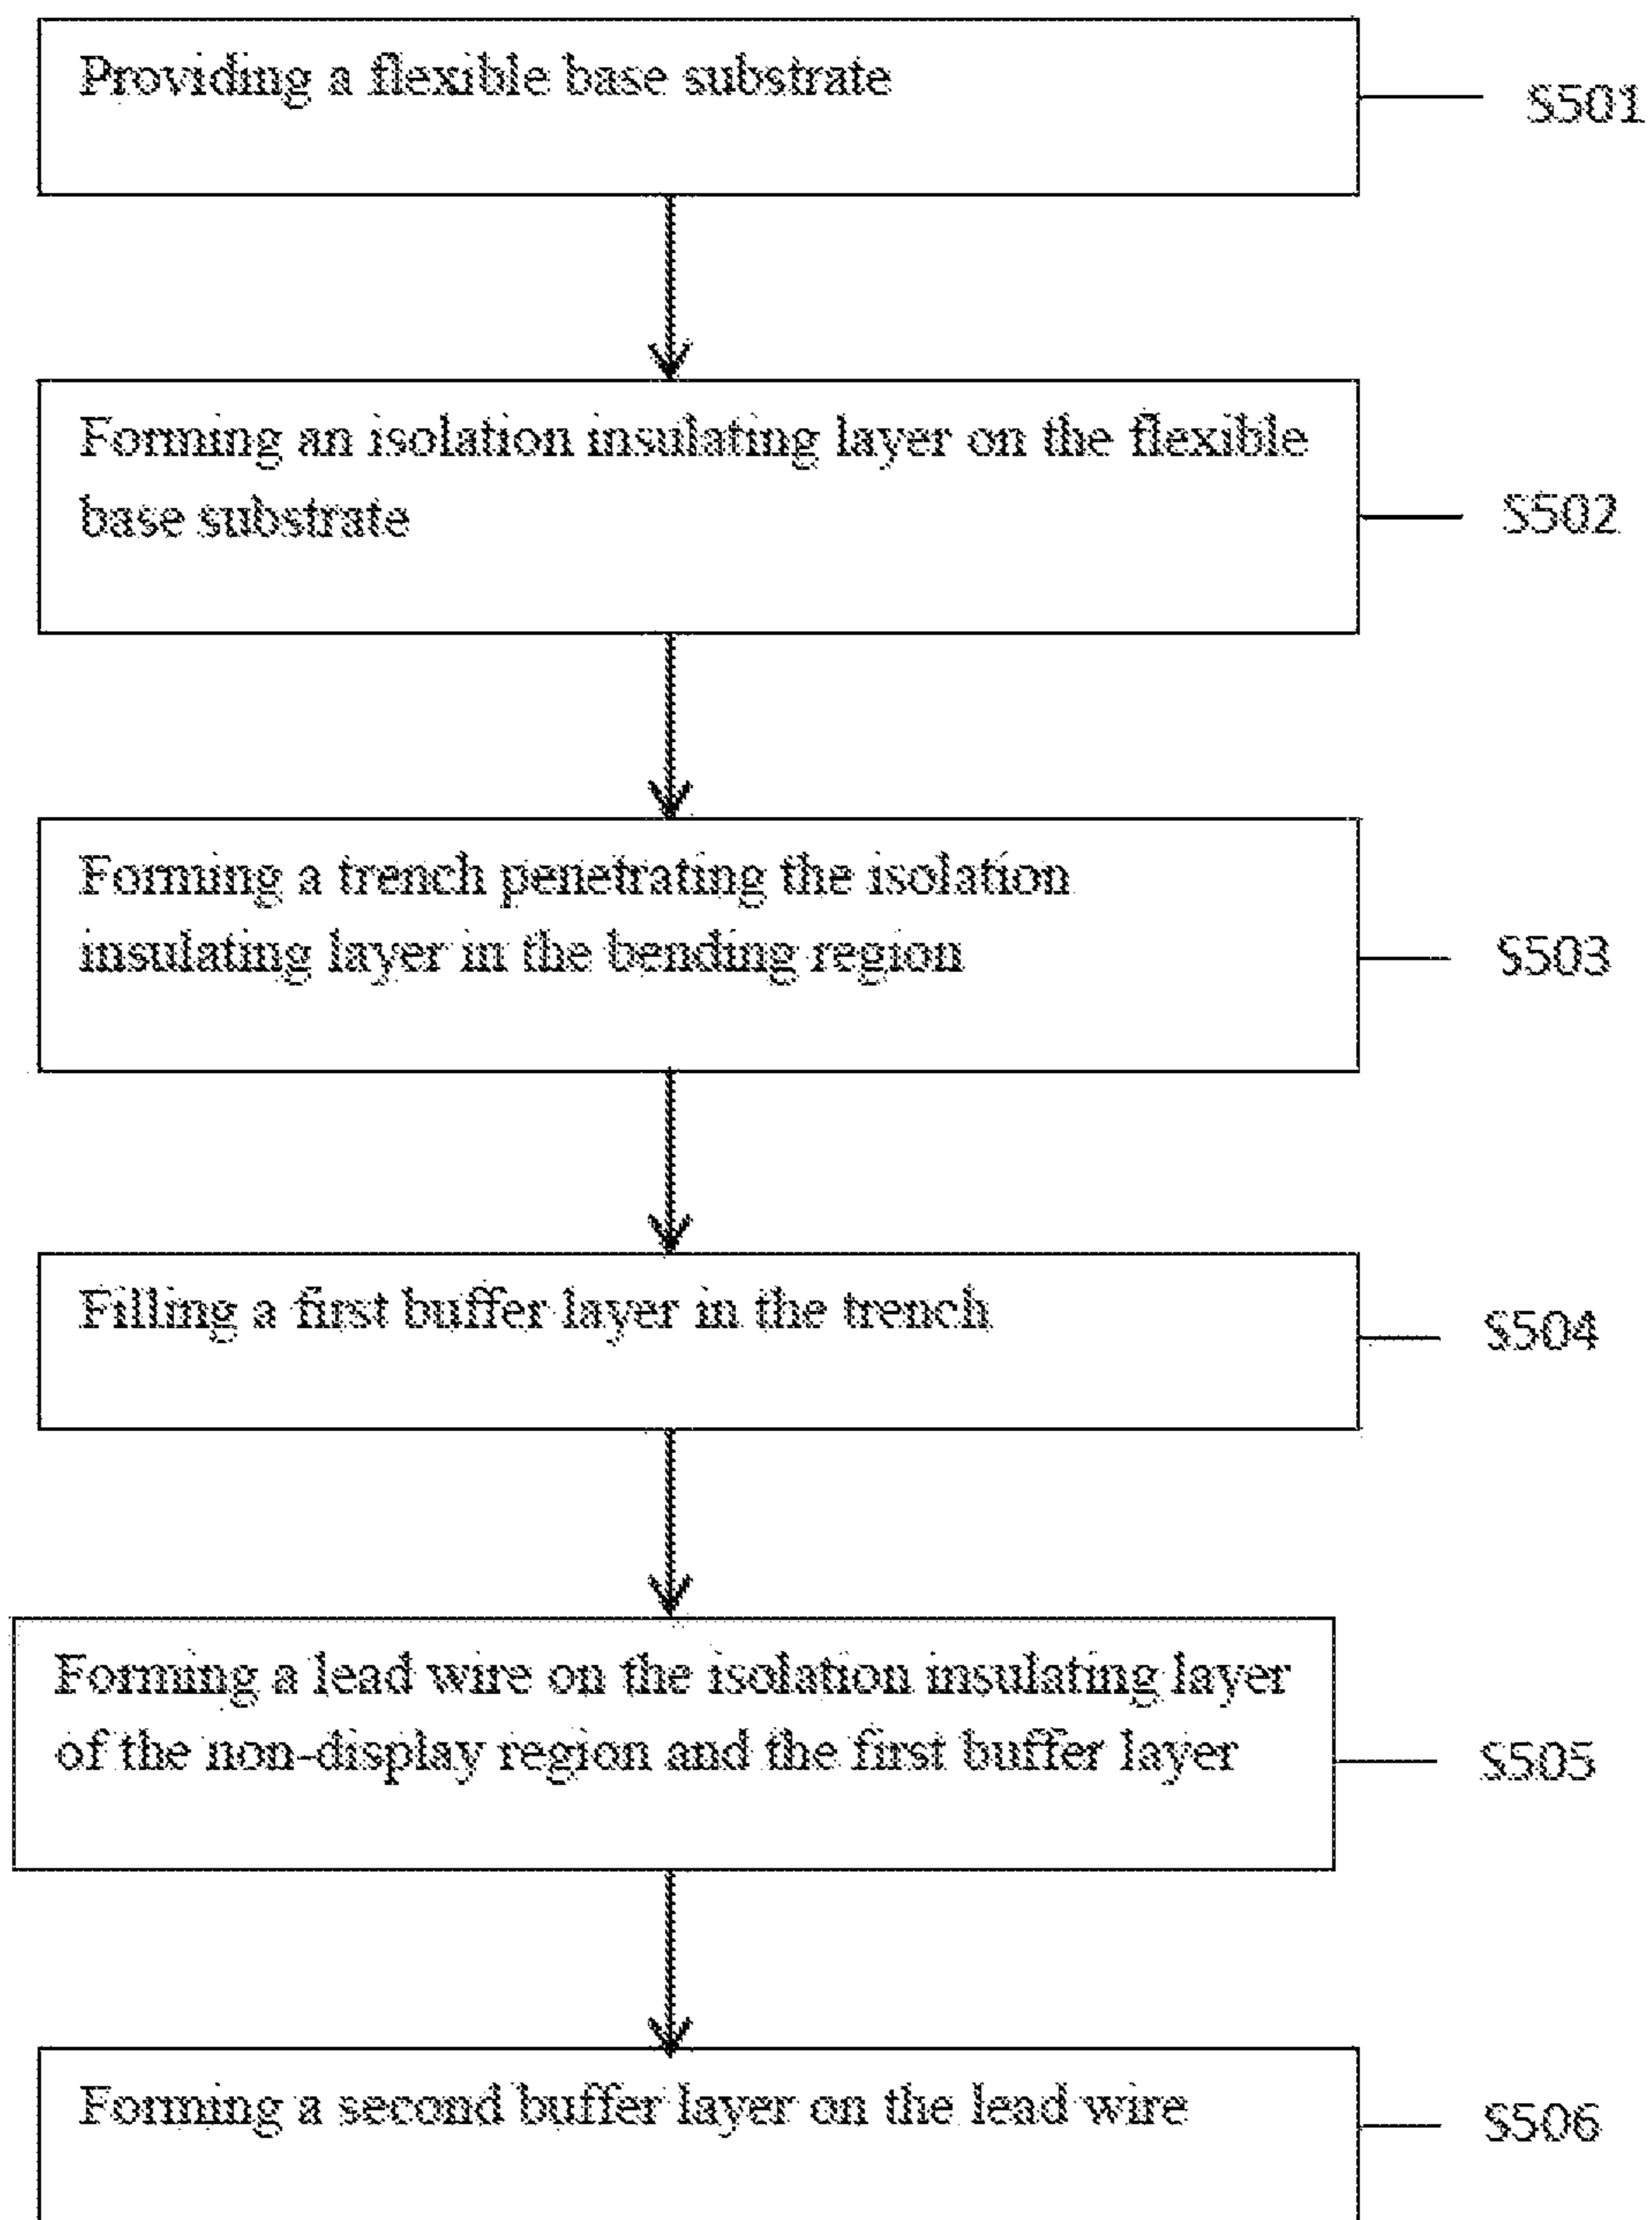 Providing a flexible base substrate
S501
Forming an isolation insulating layer on the flexible
base substrate
S502
Forming a trench penetrating the isolation
insulating layer in the bending region
S503
Filling a first buffer layer in the trench
S504
Forming a lead wire on the isolation insulating layer
of the non-display region and the first buffer layer
S505
Forming a second buffer layer on the lead wire
S506